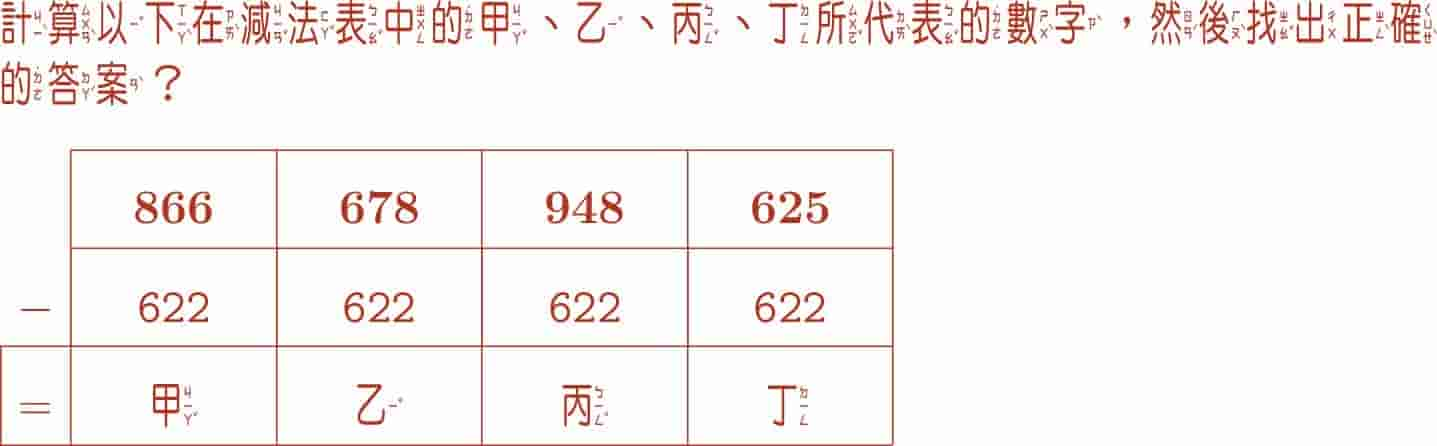 計算以下在減法表中的甲、乙、丙、丁所代表的數字,然後找出正確
的答案?
866 678 948 625
− 622 622 622 622
= 甲 乙 丙 丁